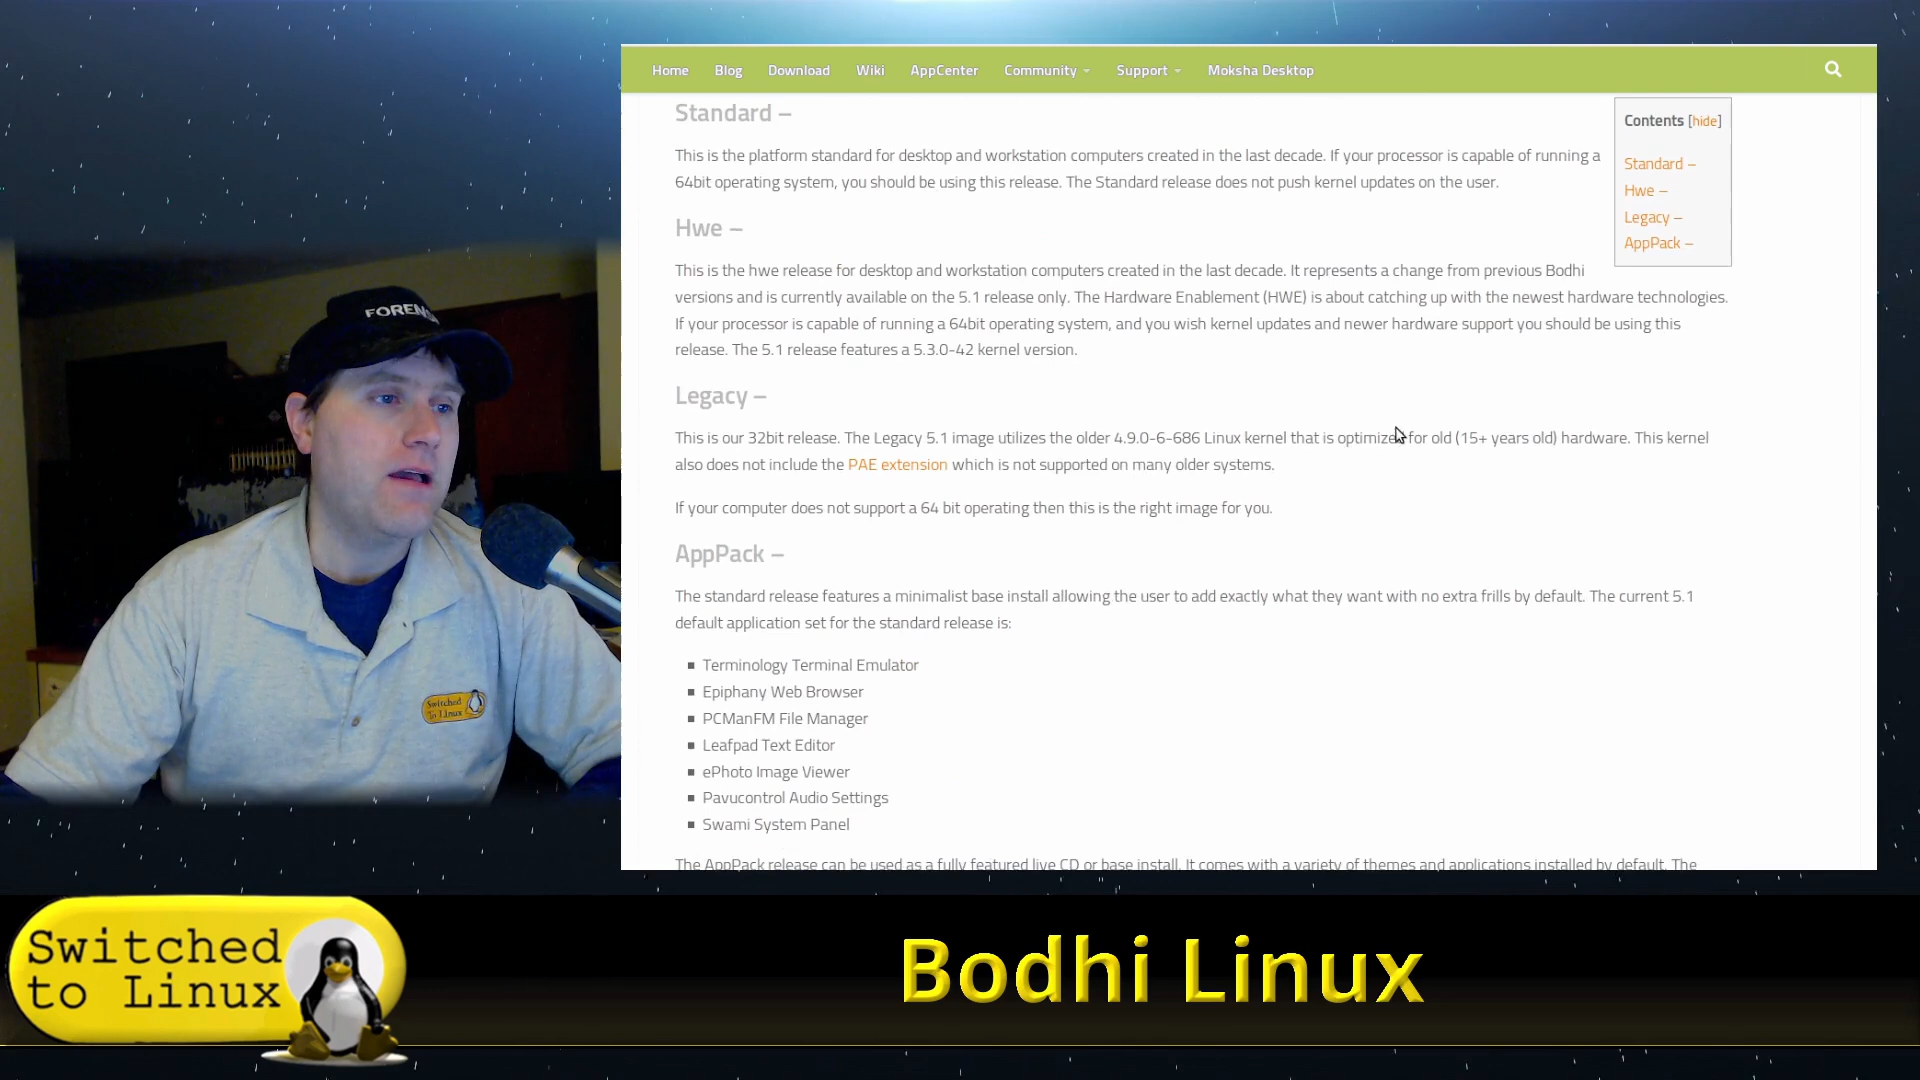 Home Blog Download Wiki AppCenter Community Support Moksha Desktop
Standard –
This is the platform standard for desktop and workstation computers created in the last decade. If your processor is capable of running a
64bit operating system, you should be using this release. The Standard release does not push kernel updates on the user.
Contents [hide]
Standard –
Hwe –
Legacy –
AppPack –
Hwe –
This is the hwe release for desktop and workstation computers created in the last decade. It represents a change from previous Bodhi
versions and is currently available on the 5.1 release only. The Hardware Enablement (HWE) is about catching up with the newest hardware technologies.
If your processor is capable of running a 64bit operating system, and you wish kernel updates and newer hardware support you should be using this
release. The 5.1 release features a 5.3.0-42 kernel version.
Legacy –
This is our 32bit release. The Legacy 5.1 image utilizes the older 4.9.0-6-686 Linux kernel that is optimized for old (15+ years old) hardware. This kernel
also does not include the PAE extension which is not supported on many older systems.
If your computer does not support a 64 bit operating then this is the right image for you.
AppPack –
The standard release features a minimalist base install allowing the user to add exactly what they want with no extra frills by default. The current 5.1
default application set for the standard release is:
Terminology Terminal Emulator
Epiphany Web Browser
PCManFM File Manager
Leafpad Text Editor
ePhoto Image Viewer
Pavucontrol Audio Settings
Swami System Panel
The AppPack release can be used as a fully featured live CD or base install. It comes with a variety of themes and applications installed by default. The
Switched
To Linux
Switched
to Linux
Bodhi Linux